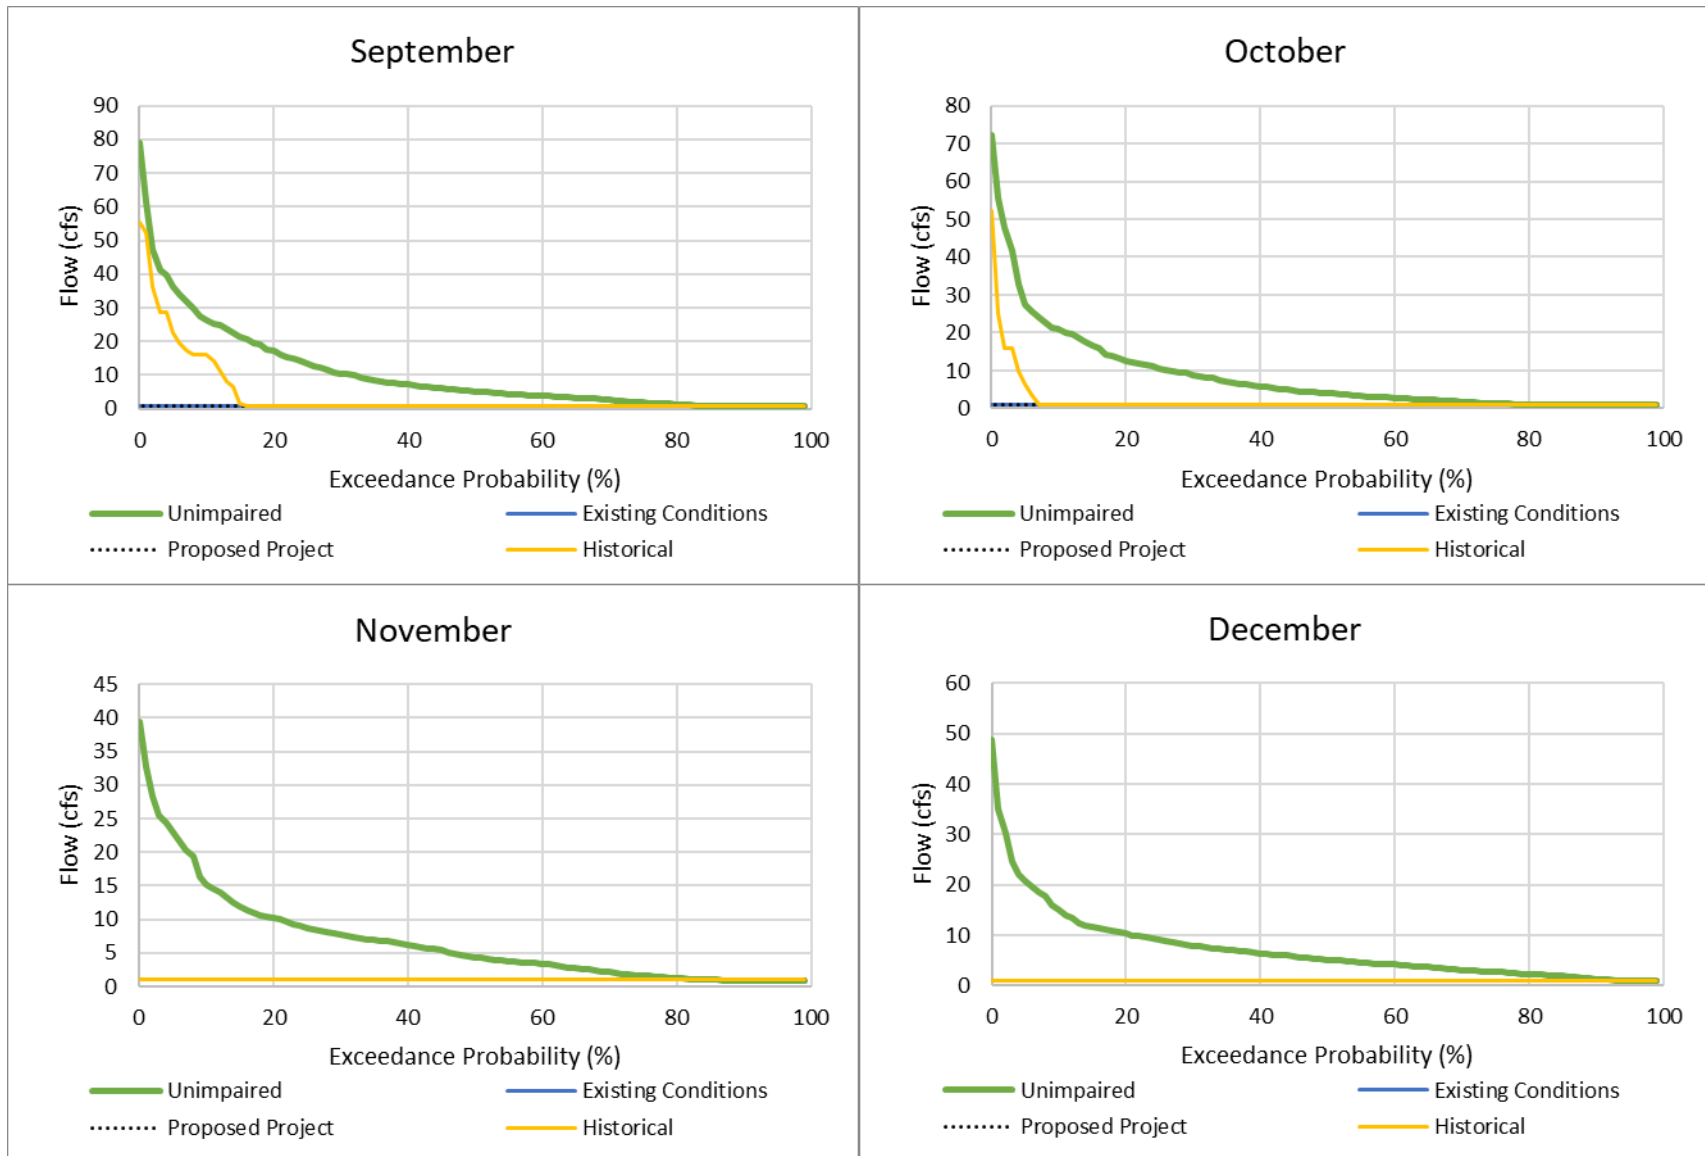 September
90
80
70
60
50
40
30
20
10
0
Flow (cfs)
0 20 40 60 80 100
Exceedance Probability (%)
Unimpaired Existing Conditions
Proposed Project Historical
October
80
70
60
50
40
30
20
10
0
Flow (cfs)
0 20 40 60 80 100
Exceedance Probability (%)
Unimpaired Existing Conditions
Proposed Project Historical
November
45
40
35
30
25
20
15
10
5
0
Flow (cfs)
0 20 40 60 80 100
Exceedance Probability (%)
Unimpaired Existing Conditions
Proposed Project Historical
December
60
50
40
30
20
10
0
Flow (cfs)
0 20 40 60 80 100
Exceedance Probability (%)
Unimpaired Existing Conditions
Proposed Project Historical